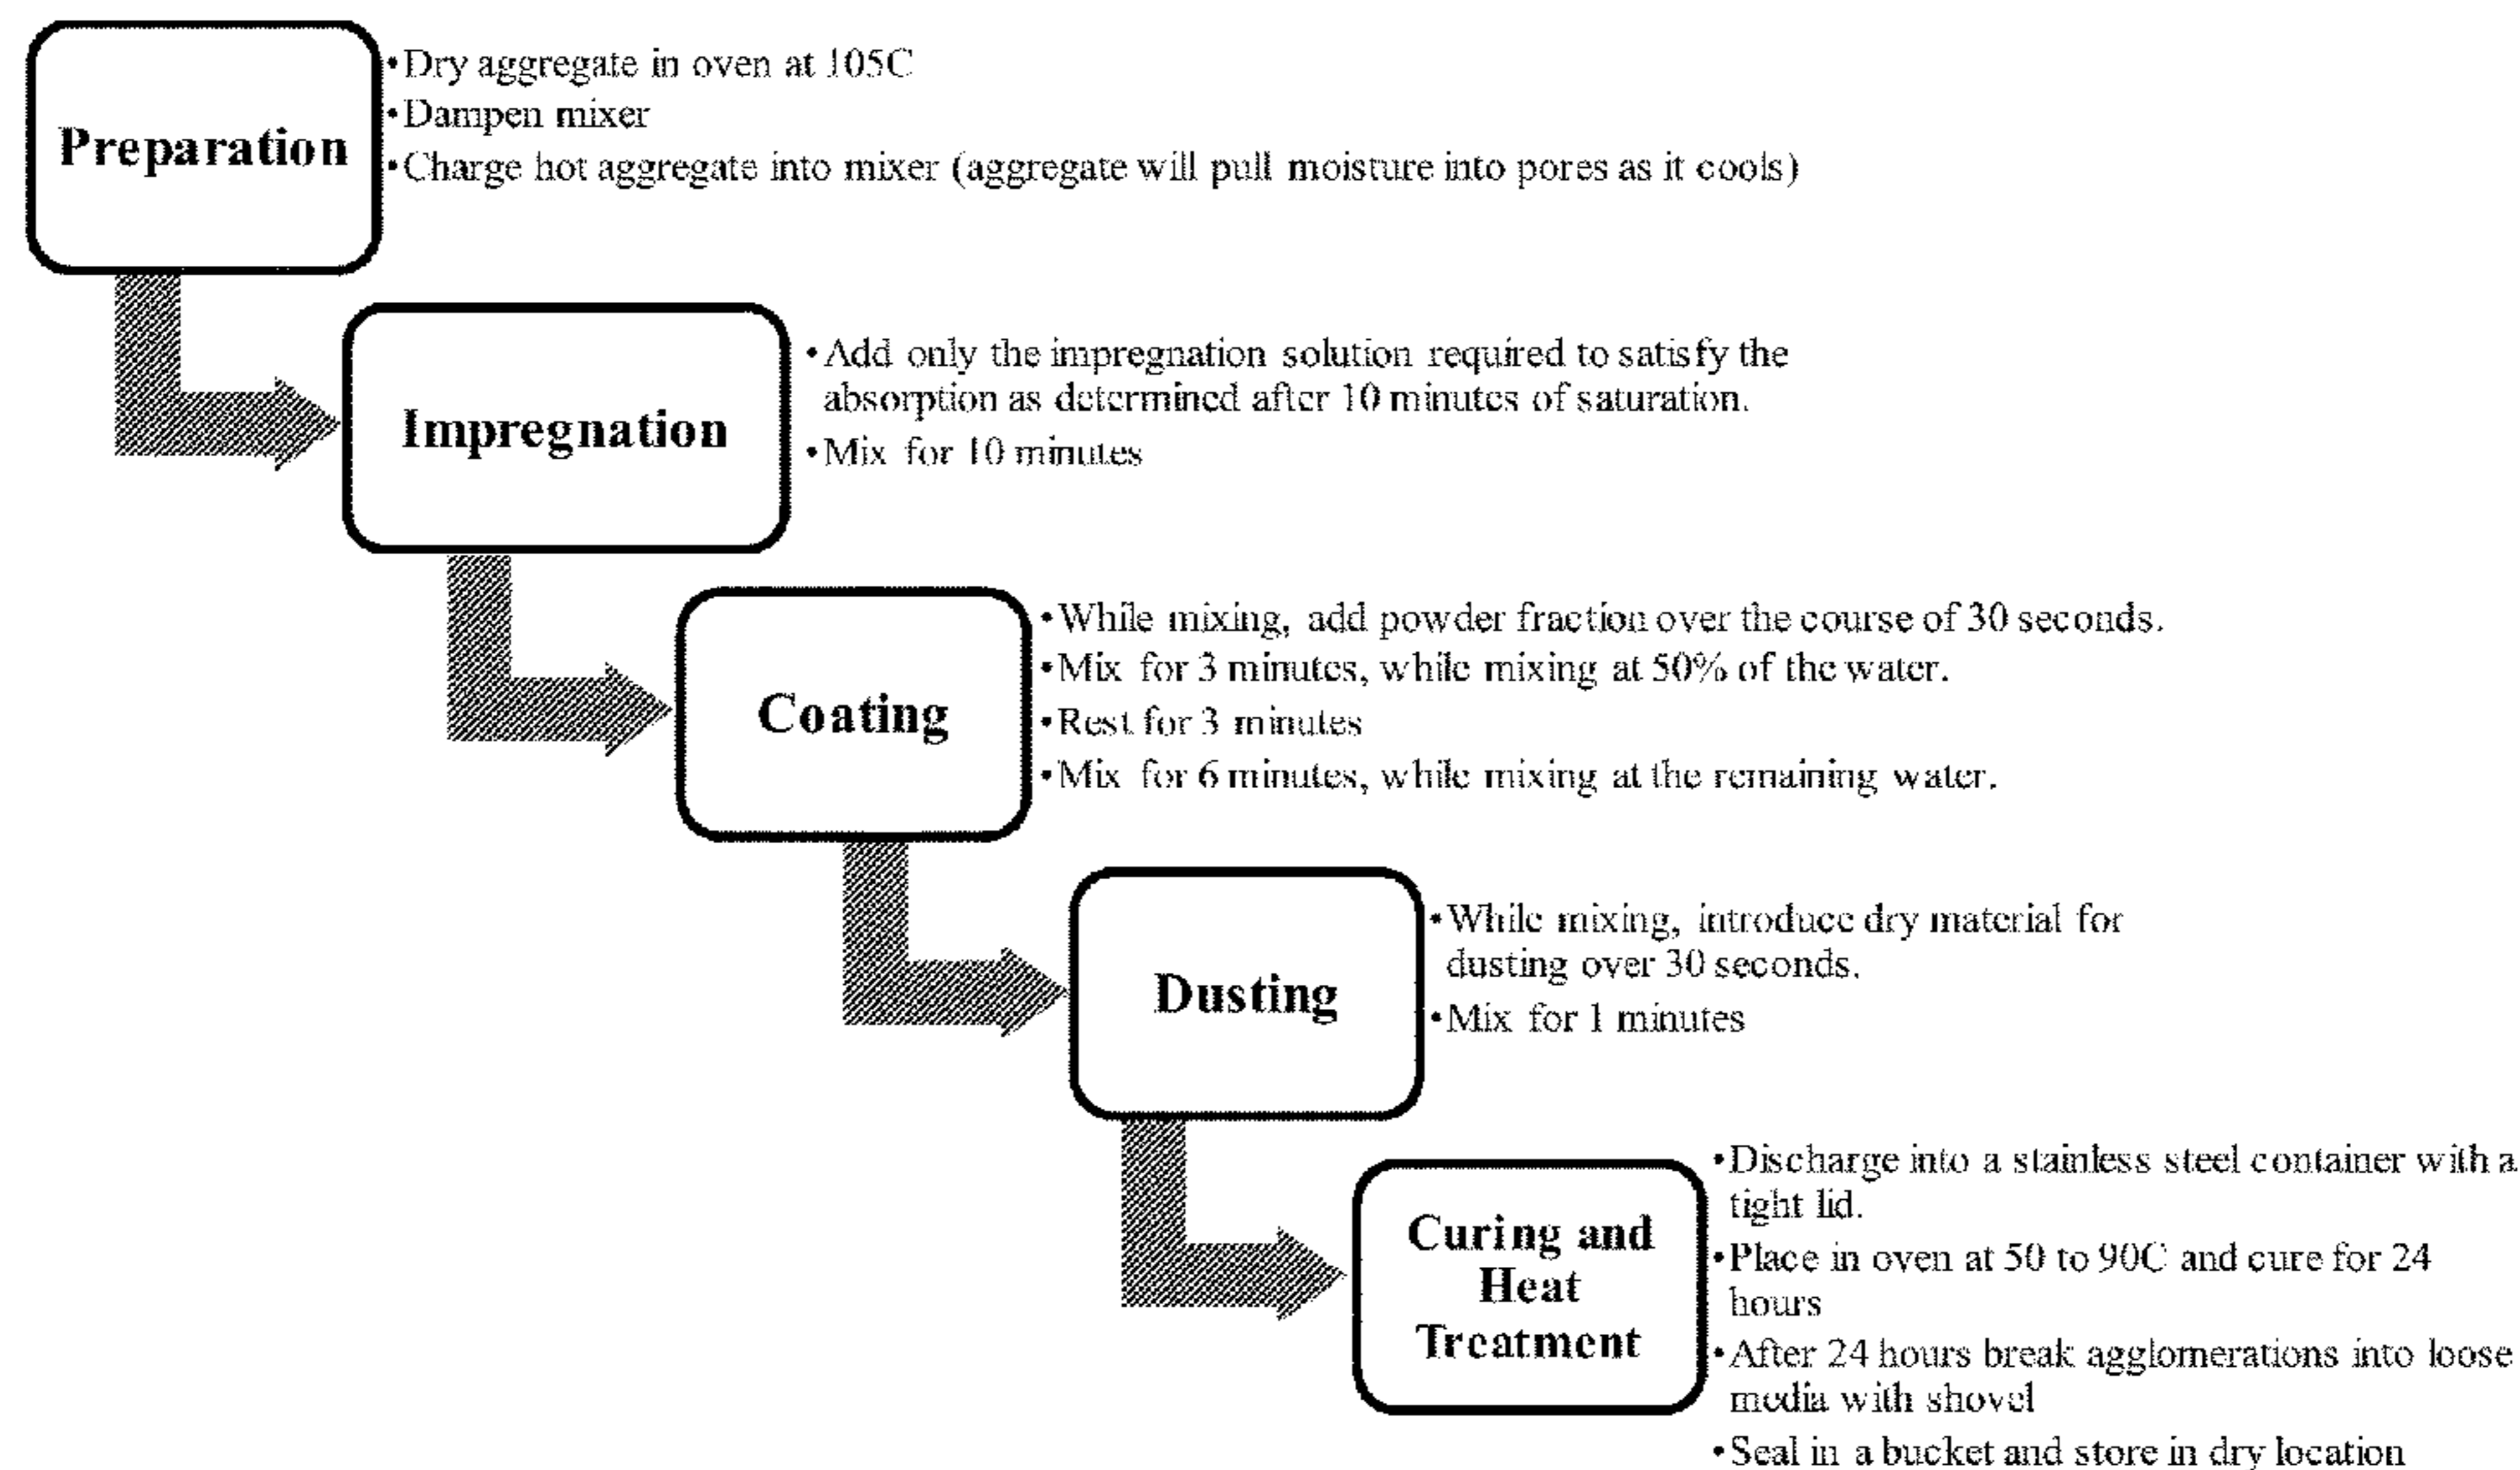 Preparation
•Dry aggregate in oven at 105C
•Dampen mixer
•Charge hot aggregate into mixer (aggregate will pull moisture into pores as it cools)
Impregnation
•Add only the impregnation solution required to satisfy the
absorption as determined after 10 minutes of saturation.
•Mix for 10 minutes
Coating
•While mixing, add powder fraction over the course of 30 seconds.
•Mix for 3 minutes, while mixing at 50% of the water.
•Rest for 3 minutes
•Mix for 6 minutes, while mixing at the remaining water.
Dusting
•While mixing, introduce dry material for
dusting over 30 seconds.
•Mix for 1 minutes
Curing and
Heat
Treatment
•Discharge into a stainless steel container with a
tight lid.
•Place in oven at 50 to 90C and cure for 24
hours
•After 24 hours break agglomerations into loose
media with shovel
•Seal in a bucket and store in dry location